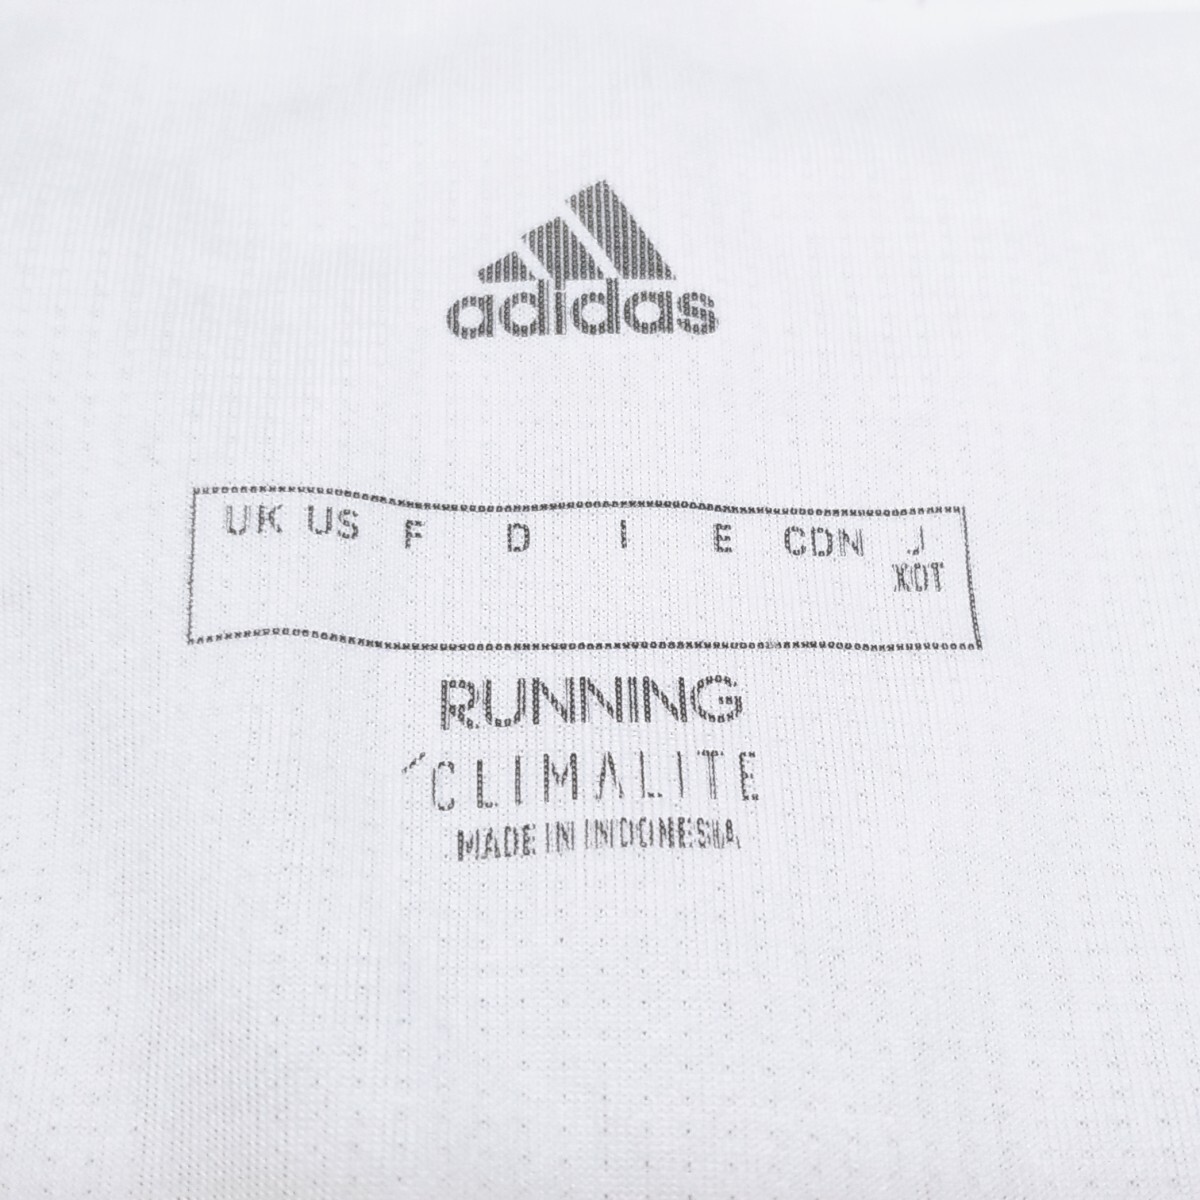 adidas
UK US F D I E CDN J
XOT
RUNNING
CLIMALITE
MADE IN INDONESIA